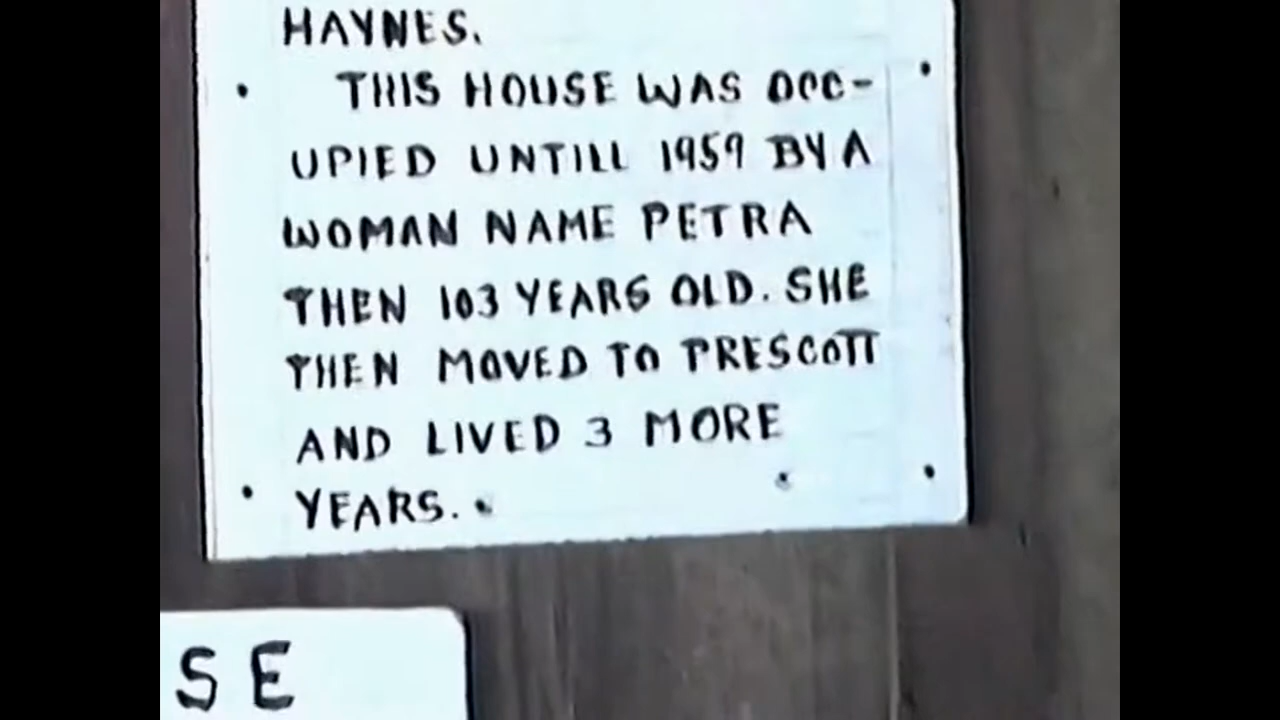 HAYNES.
THIS HOUSE WAS OCC-
UPIED UNTILL 1959 BY A
WOMAN NAME PETRA
THEN 103 YEARS OLD. SHE
THEN MOVED TO PRESCOTT
AND LIVED 3 MORE
YEARS.
SE